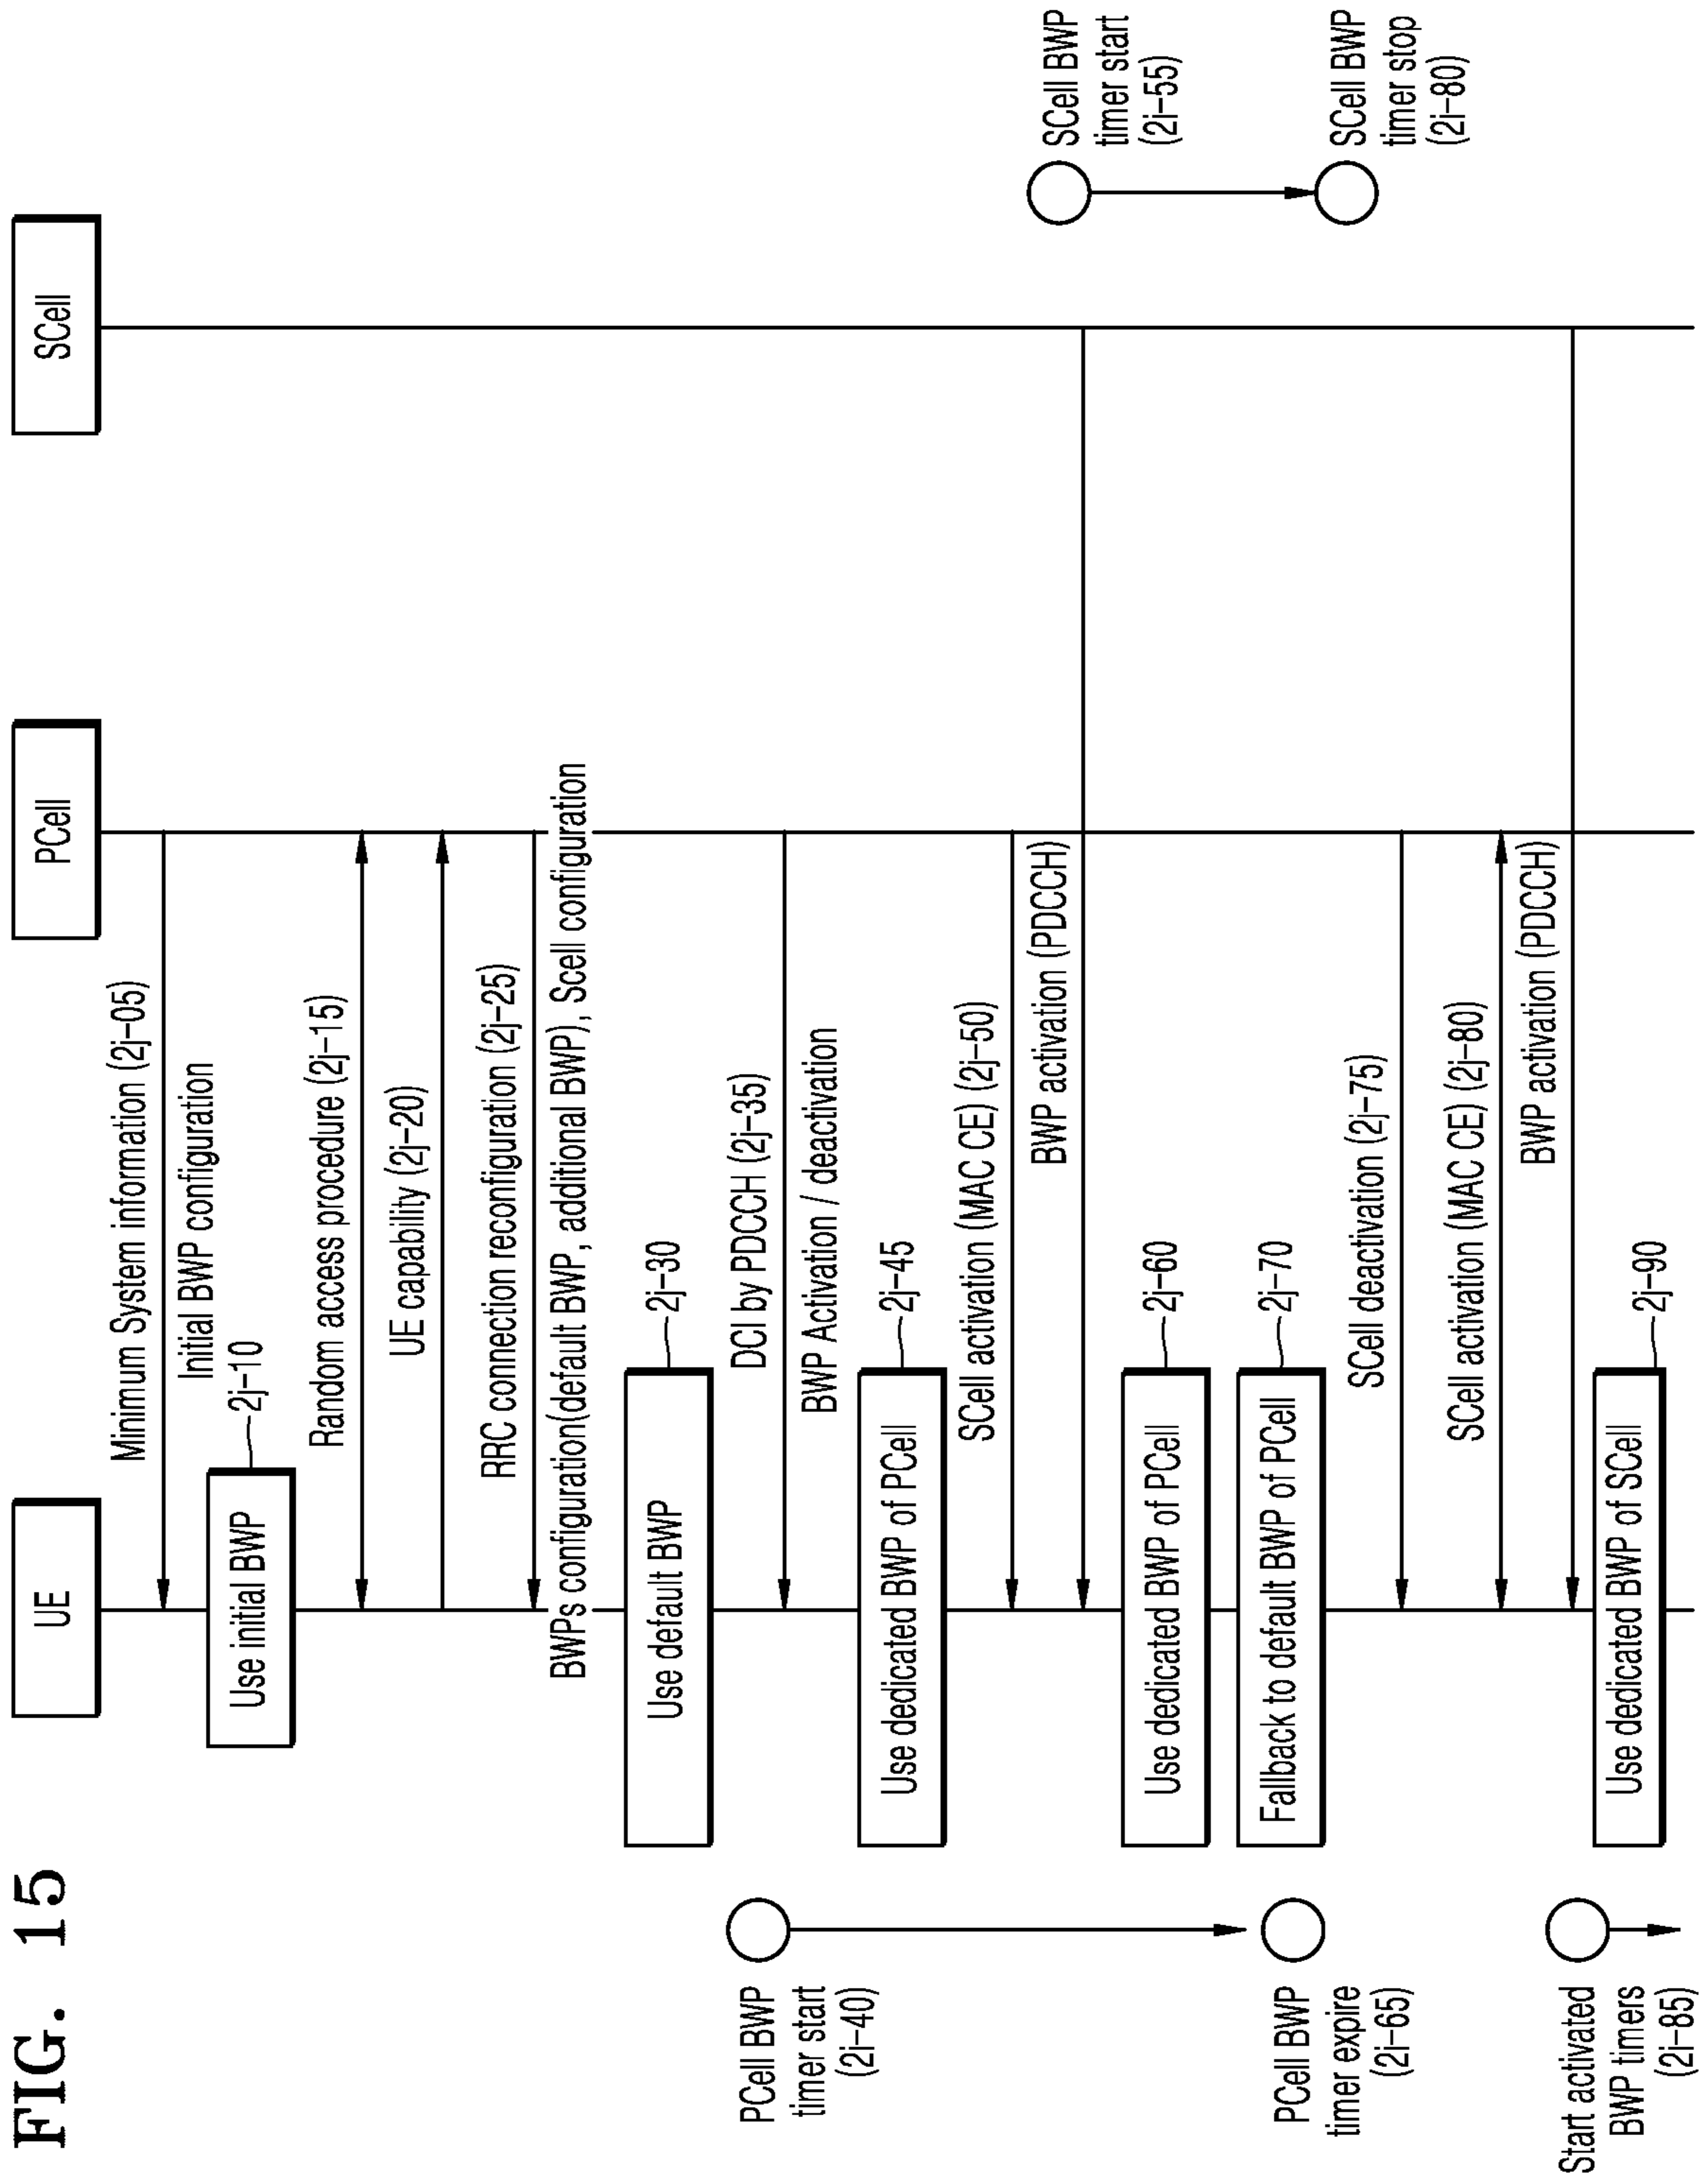 FIG. 15
UE
PCell
SCell
Minimum System information (2j-05)
Initial BWP configuration
Use initial BWP
2j-10
Random access procedure (2j-15)
UE capability (2j-20)
RRC connection reconfiguration (2j-25)
BWPs configuration(default BWP, additional BWP), Scell configuration
Use default BWP
2j-30
PCell BWP
timer start
(2i-40)
DCI by PDCCH (2j-35)
BWP Activation / deactivation
Use dedicated BWP of PCell
2j-45
SCell activation (MAC CE) (2j-50)
BWP activation (PDCCH)
SCell BWP
timer start
(2i-55)
Use dedicated BWP of PCell
2j-60
PCell BWP
timer expire
(2i-65)
Fallback to default BWP of PCell
2j-70
SCell BWP
timer stop
(2i-80)
SCell deactivation (2j-75)
SCell activation (MAC CE) (2j-80)
BWP activation (PDCCH)
Start activated
BWP timers
(2i-85)
Use dedicated BWP of SCell
2j-90